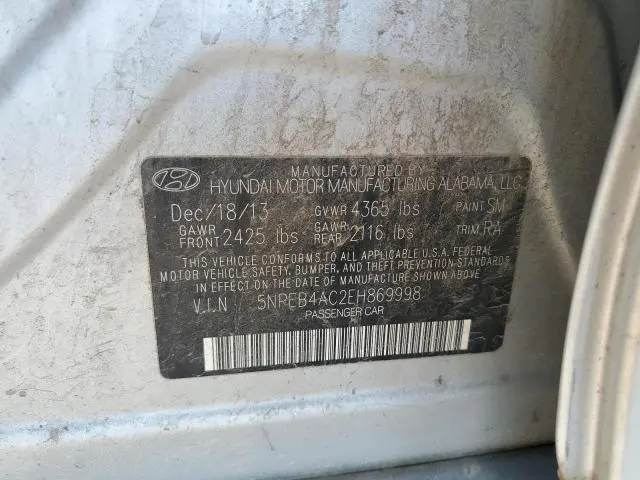 MANUFACTURED BY
HYUNDAI MOTOR MANUFACTURING ALABAMA, LLC
Dec/18/13 GVWR 4365 lbs PAINT SM
GAWR FRONT 2425 lbs GAWR REAR 2116 lbs TRIM RA
THIS VEHICLE CONFORMS TO ALL APPLICABLE U.S.A. FEDERAL
MOTOR VEHICLE SAFETY, BUMPER, AND THEFT PREVENTION STANDARDS
IN EFFECT ON THE DATE OF MANUFACTURE SHOWN ABOVE.
V.I.N 5NPEB4AC2EH869998
PASSENGER CAR